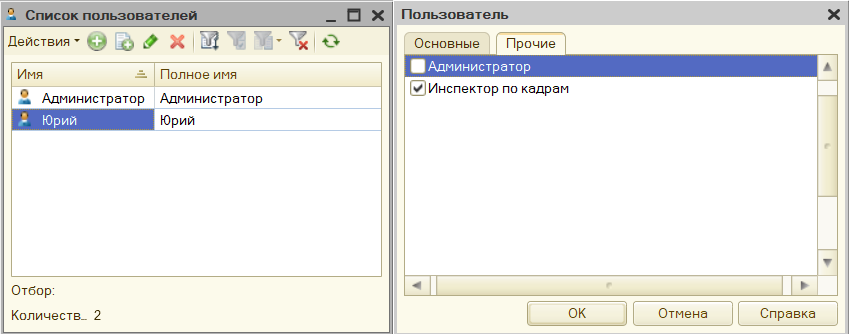 Список пользователей
Действия
Имя Полное имя
Администратор Администратор
Юрий Юрий
Отбор:
Количеств... 2
Пользователь
Основные Прочие
Администратор
Инспектор по кадрам
OK Отмена Справка